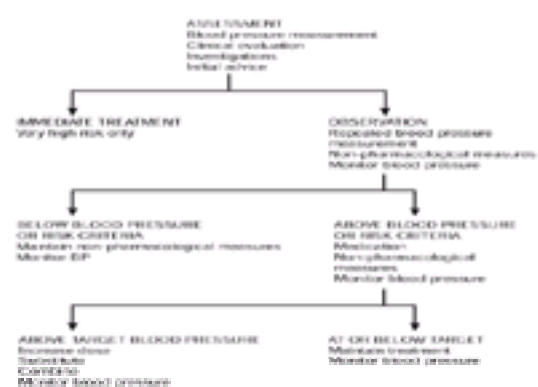 ASSESSMENT
Blood pressure measurement
Clinical evaluation
Investigations
Initial advice
IMMEDIATE TREATMENT
Very high risk only
OBSERVATION
Repeated blood pressure
measurement
Non-pharmacological measures
Monitor blood pressure
BELOW BLOOD PRESSURE
OR RISK CRITERIA
Maintain non-pharmacological measures
Monitor BP
ABOVE BLOOD PRESSURE
OR RISK CRITERIA
Medication
Non-pharmacological
measures
Monitor blood pressure
ABOVE TARGET BLOOD PRESSURE
Increase dose
Substitute
Combine
Monitor blood pressure
AT OR BELOW TARGET
Maintain treatment
Monitor blood pressure